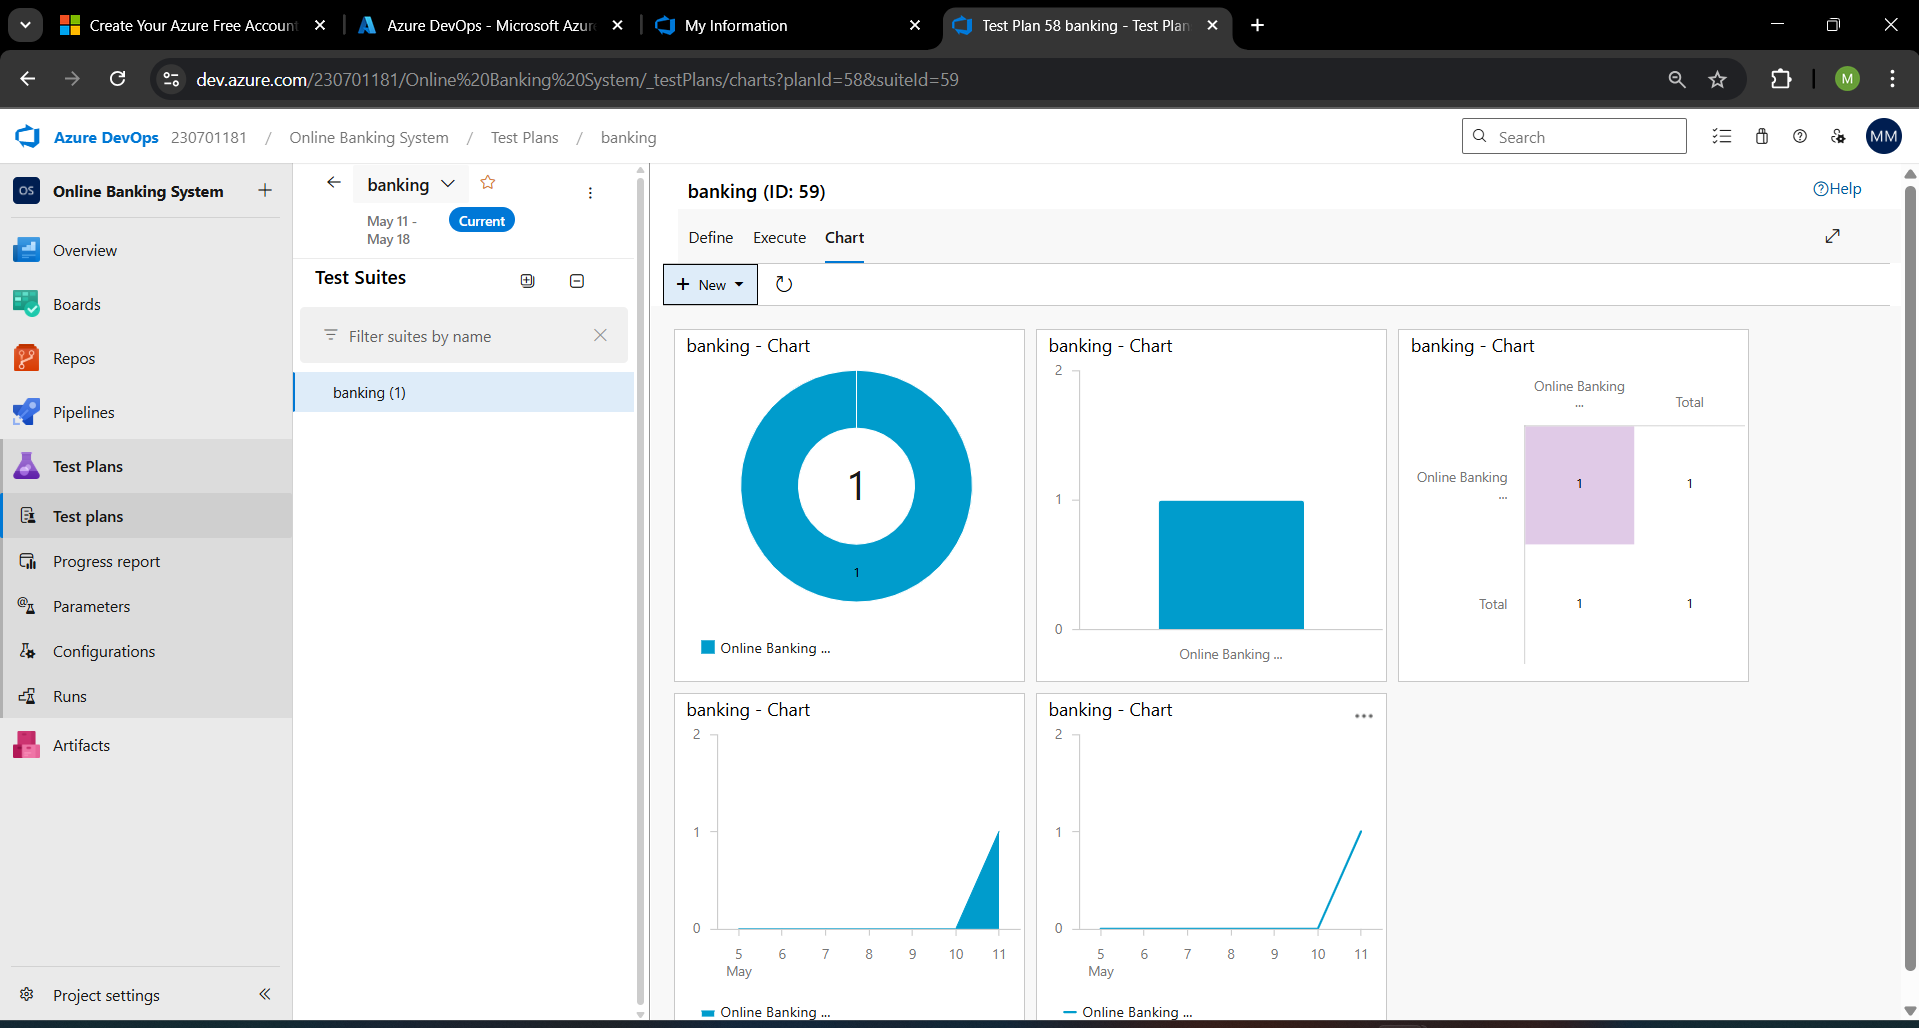 Create Your Azure Free Account
Azure DevOps - Microsoft Azur
My Information
Test Plan 58 banking - Test Plan
dev.azure.com/230701181/Online%20Banking%20System/_testPlans/charts?planId=58&suiteId=59
M
Azure DevOps 230701181 / Online Banking System / Test Plans / banking
Search
MM
OS Online Banking System
Overview
Boards
Repos
Pipelines
Test Plans
Test plans
Progress report
Parameters
Configurations
Runs
Artifacts
Project settings
banking
May 11 -
May 18
Current
Test Suites
Filter suites by name
banking (1)
banking (ID: 59)
Help
Define Execute Chart
New
banking - Chart
1
1
Online Banking ...
banking - Chart
2
1
0
Online Banking ...
banking - Chart
Online Banking
...
Total
Online Banking
...
1 1
Total 1 1
banking - Chart
2
1
0
5 6 7 8 9 10 11
May
Online Banking ...
banking - Chart
2
1
0
5 6 7 8 9 10 11
May
Online Banking ...